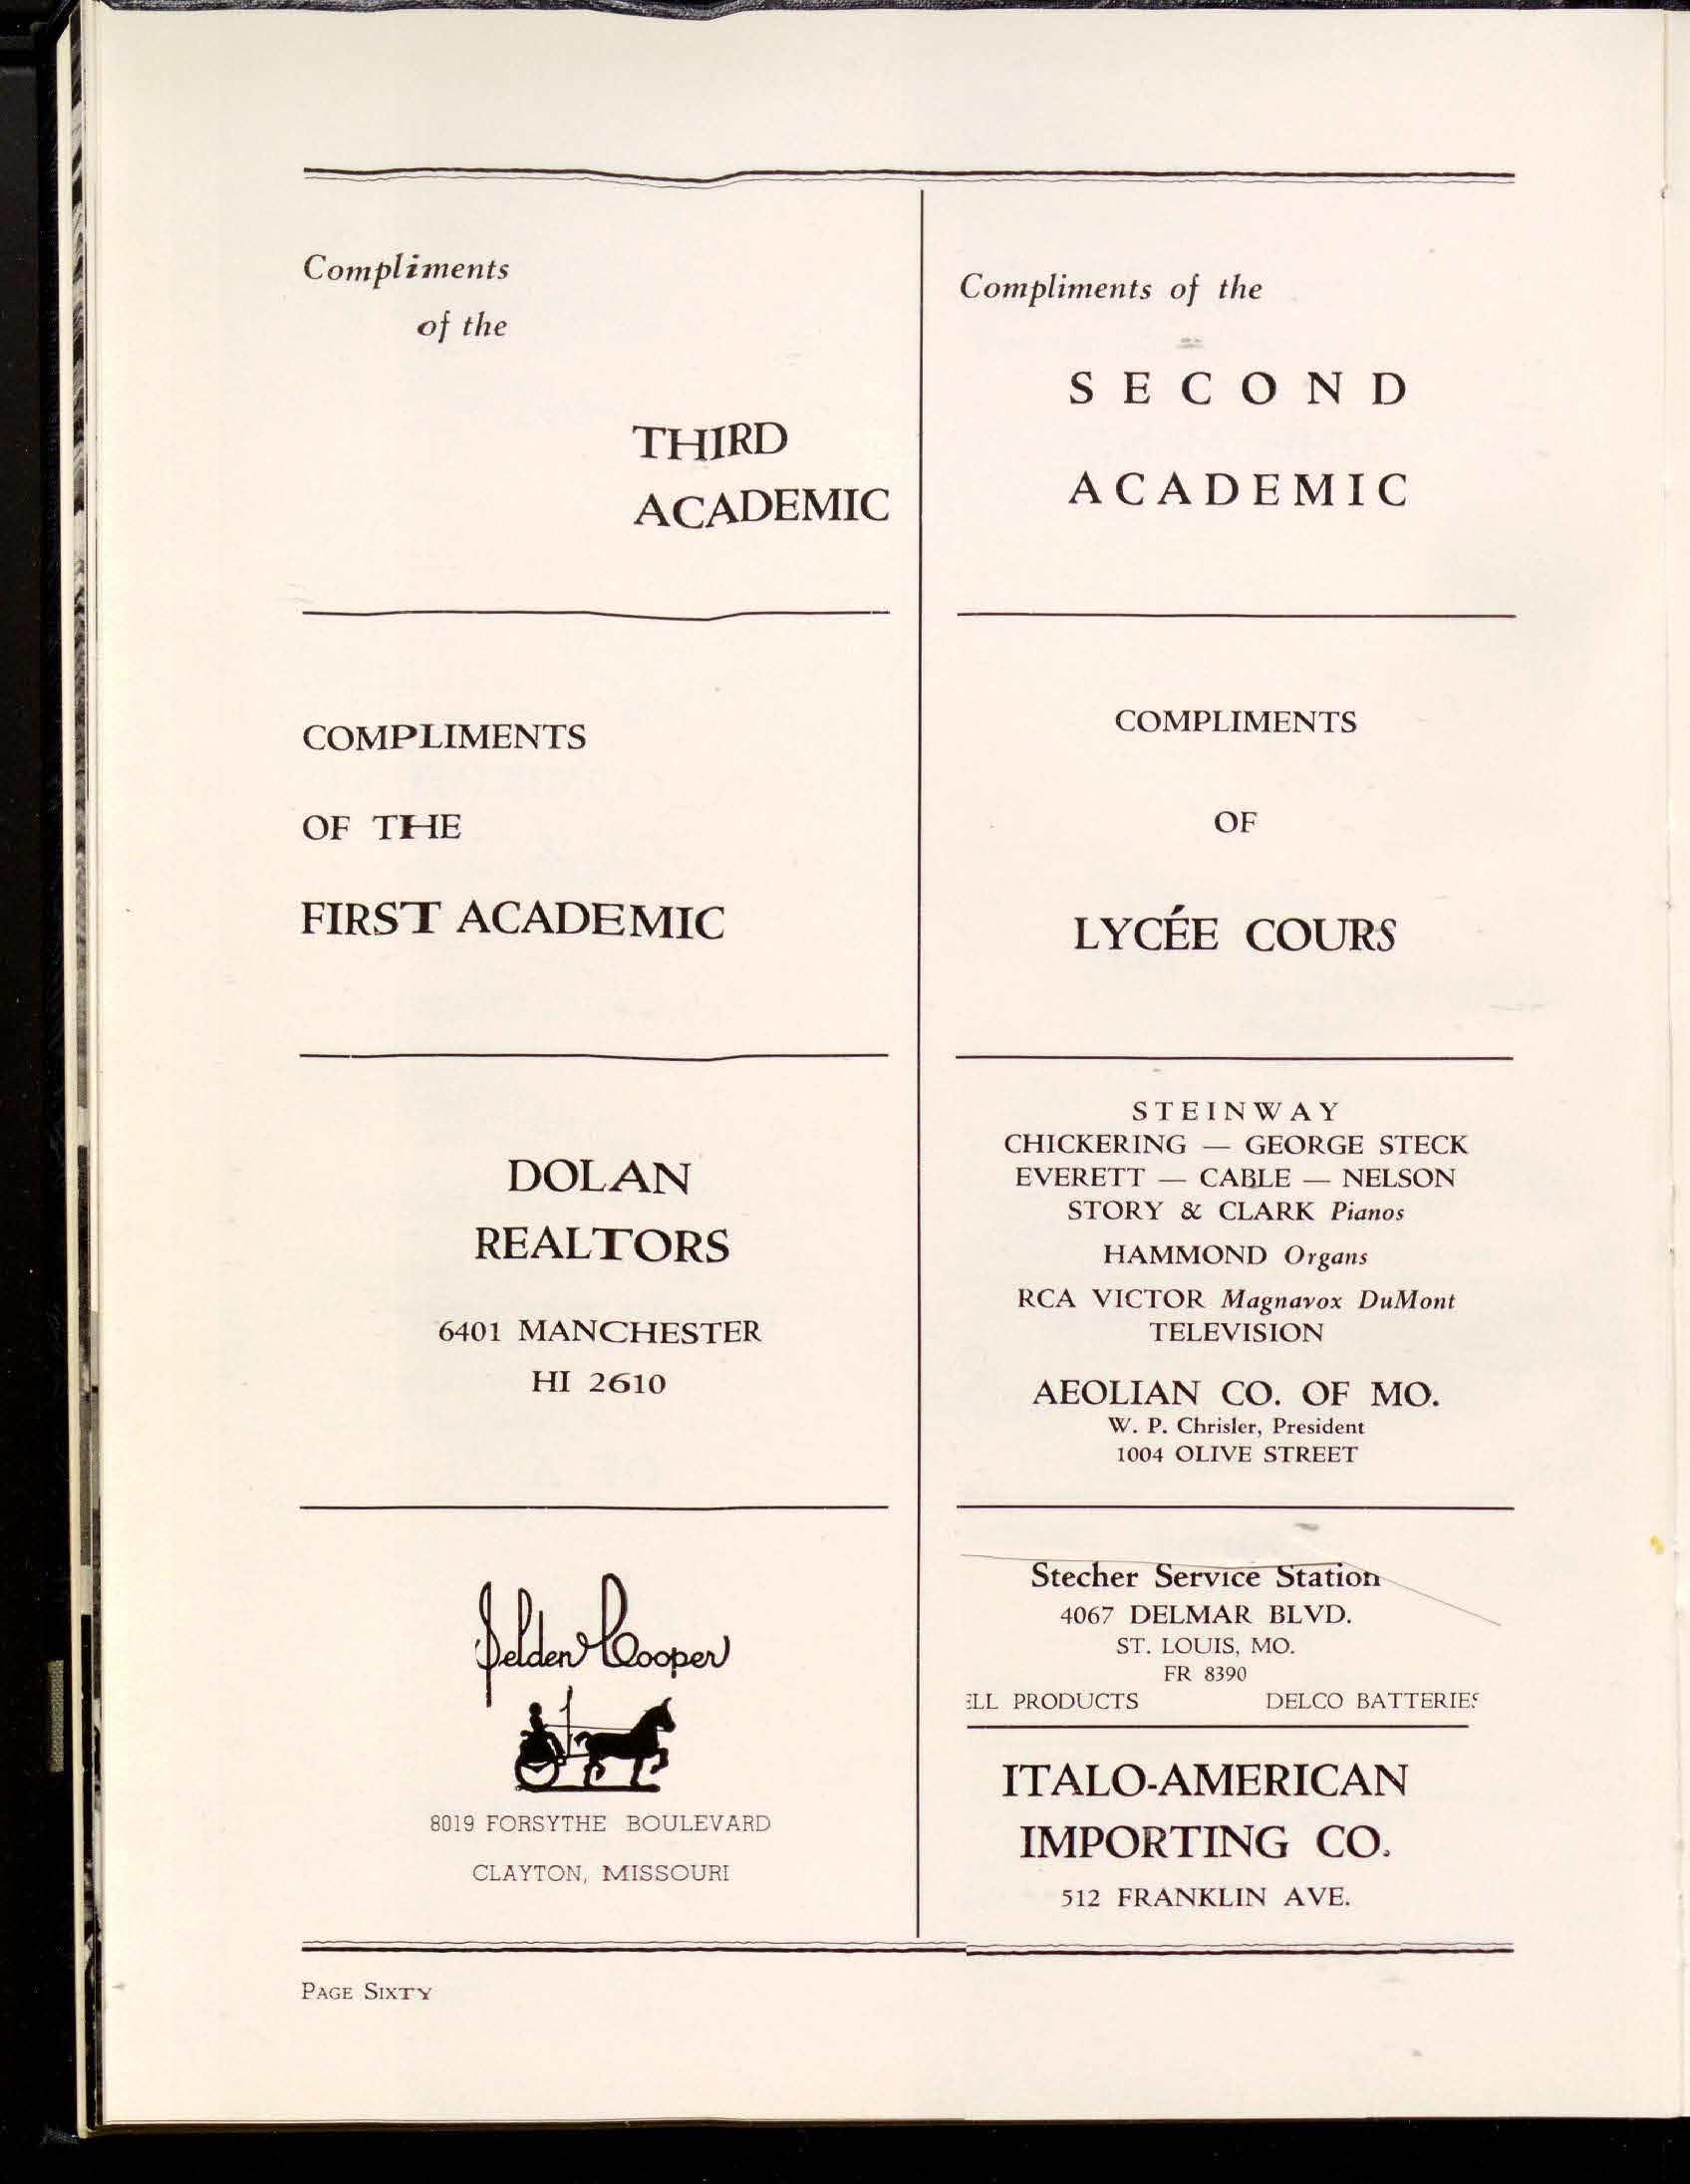 Compliments
of the
THIRD
ACADEMIC
COMPLIMENTS
OF THE
FIRST ACADEMIC
DOLAN
REALTORS
6401 MANCHESTER
HI 2610
Selden Cooper
8019 FORSYTHE BOULEVARD
CLAYTON, MISSOURI
Compliments of the
SECOND
ACADEMIC
COMPLIMENTS
OF
LYCÉE COURS
STEINWAY
CHICKERING — GEORGE STECK
EVERETT — CABLE — NELSON
STORY & CLARK Pianos
HAMMOND Organs
RCA VICTOR Magnavox DuMont
TELEVISION
AEOLIAN CO. OF MO.
W. P. Chrisler, President
1004 OLIVE STREET
Stecher Service Station
4067 DELMAR BLVD.
ST. LOUIS, MO.
FR 8390
LL PRODUCTS DELCO BATTERIES
ITALO-AMERICAN
IMPORTING CO.
512 FRANKLIN AVE.
PAGE SIXTY